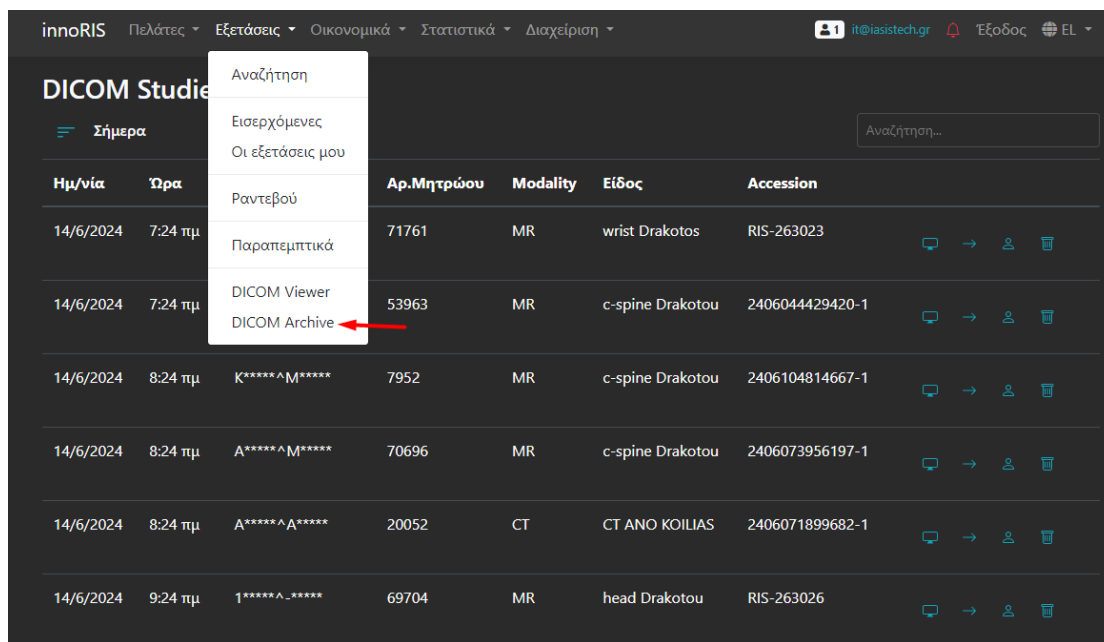 innoRIS Πελάτες Εξετάσεις Οικονομικά Στατιστικά Διαχείριση 1 it@iasistech.gr Έξοδος EL
DICOM Studie
Σήμερα Αναζήτηση...
Αναζήτηση
Εισερχόμενες
Οι εξετάσεις μου
Ραντεβού
Παραπεμπτικά
DICOM Viewer
DICOM Archive
Ημ/νία Ώρα Αρ.Μητρώου Modality Είδος Accession
14/6/2024 7:24 πμ 71761 MR wrist Drakotos RIS-263023
14/6/2024 7:24 πμ 53963 MR c-spine Drakotou 2406044429420-1
14/6/2024 8:24 πμ K*****^M***** 7952 MR c-spine Drakotou 2406104814667-1
14/6/2024 8:24 πμ A*****^M***** 70696 MR c-spine Drakotou 2406073956197-1
14/6/2024 8:24 πμ A*****^A***** 20052 CT CT ANO KOILIAS 2406071899682-1
14/6/2024 9:24 πμ 1*****^-***** 69704 MR head Drakotou RIS-263026